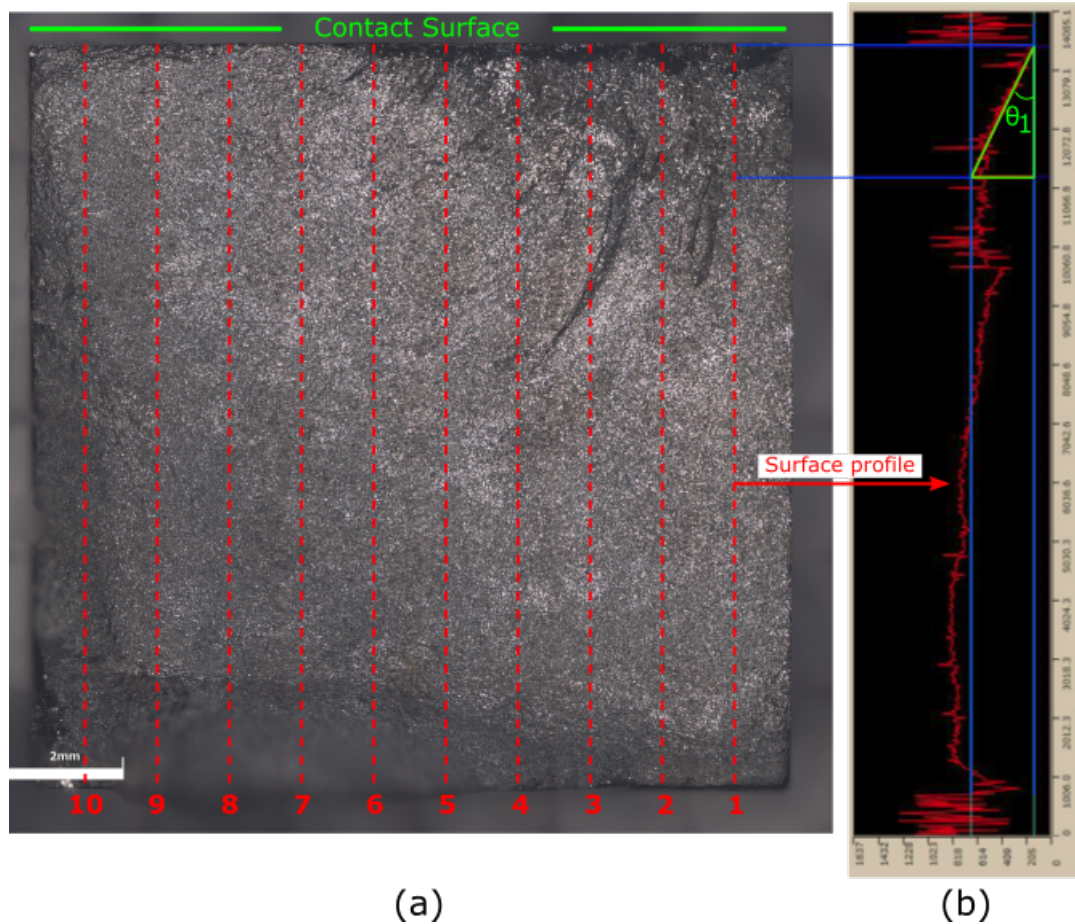 Contact Surface
θ1
Surface profile
2mm
10 9 8 7 6 5 4 3 2 1
14085.1
13079.1
12072.8
11066.8
10060.8
9054.8
8048.6
7042.6
6036.6
5030.3
4024.3
3018.3
2012.3
1006.0
0
1637 1432 1228 1023 818 614 409 205 0
(a) (b)